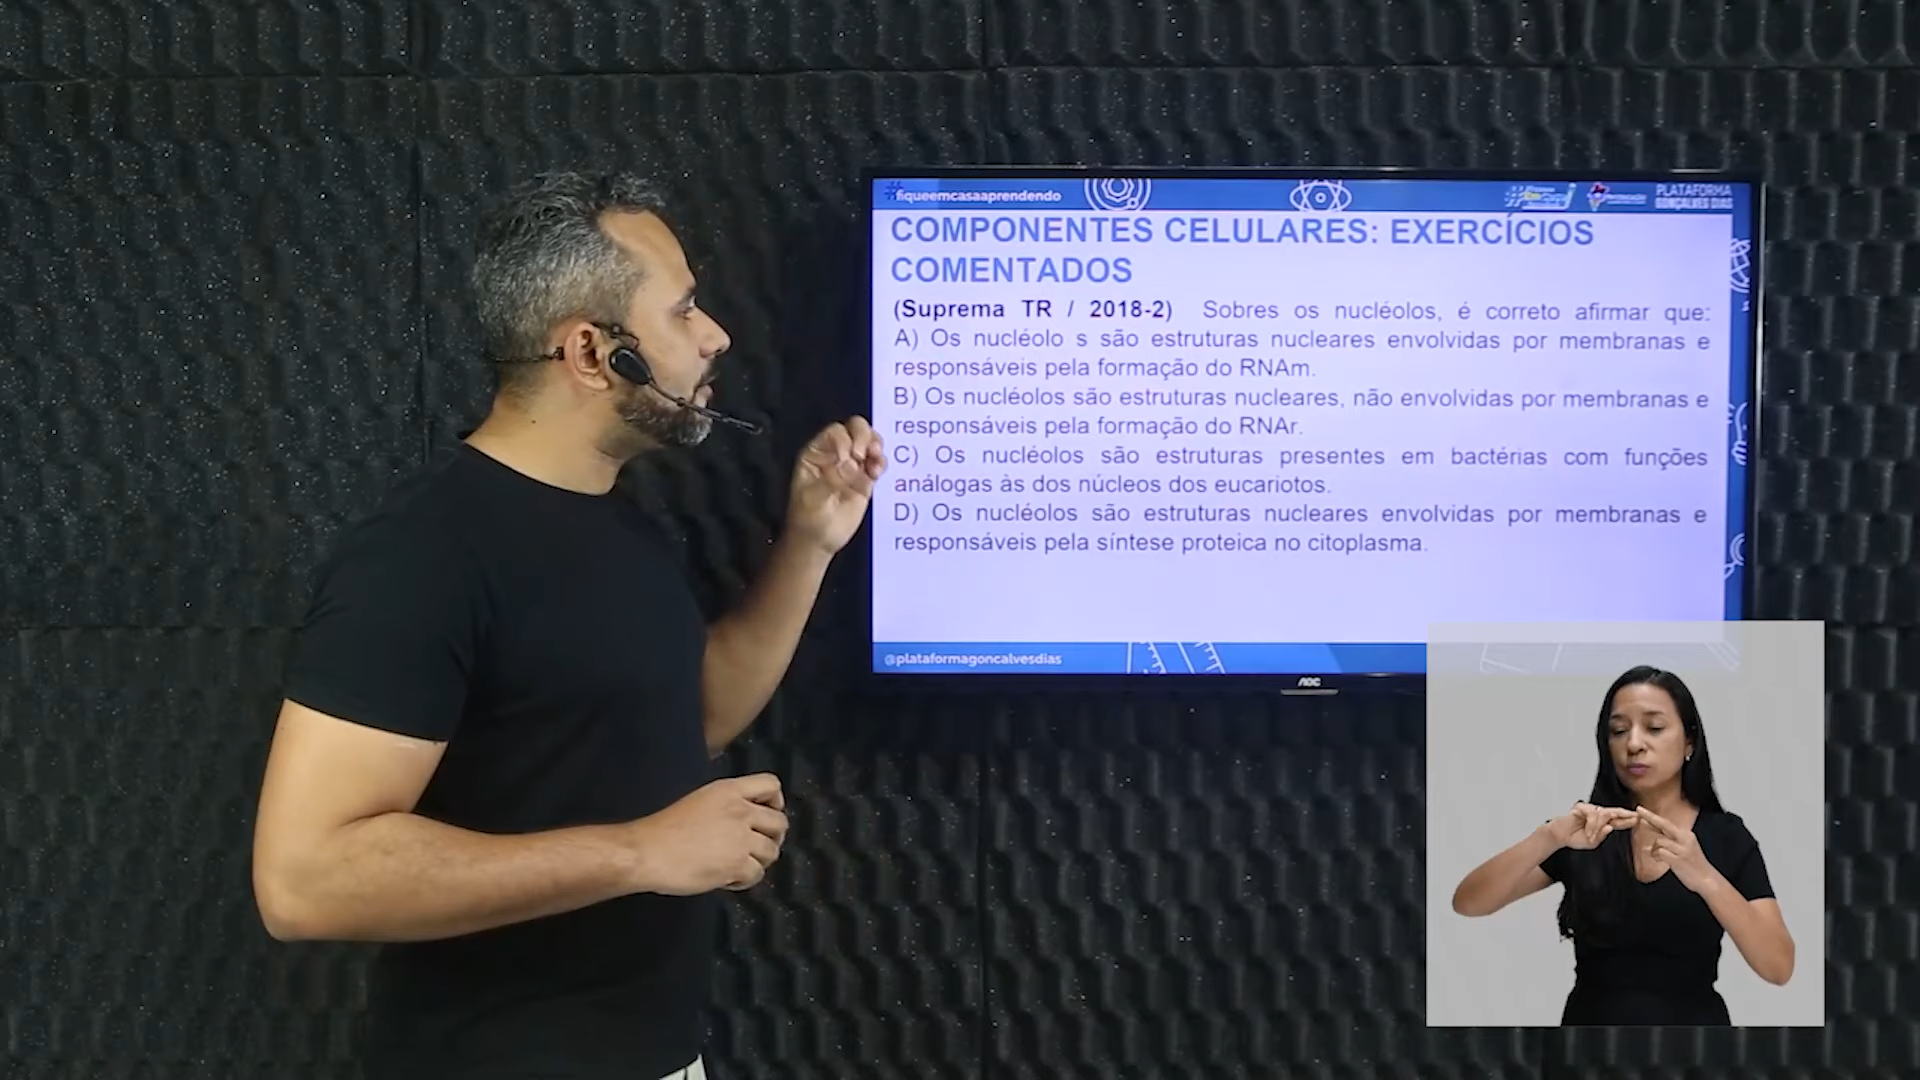 #fiqueemcasaaprendendo
PLATAFORMA
GONÇALVES DIAS
COMPONENTES CELULARES: EXERCÍCIOS
COMENTADOS
(Suprema TR / 2018-2) Sobres os nucléolos, é correto afirmar que:
A) Os nucléolo s são estruturas nucleares envolvidas por membranas e
responsáveis pela formação do RNAm.
B) Os nucléolos são estruturas nucleares, não envolvidas por membranas e
responsáveis pela formação do RNAr.
C) Os nucléolos são estruturas presentes em bactérias com funções
análogas às dos núcleos dos eucariotos.
D) Os nucléolos são estruturas nucleares envolvidas por membranas e
responsáveis pela síntese proteica no citoplasma.
@plataformagoncalvesdias
AOC